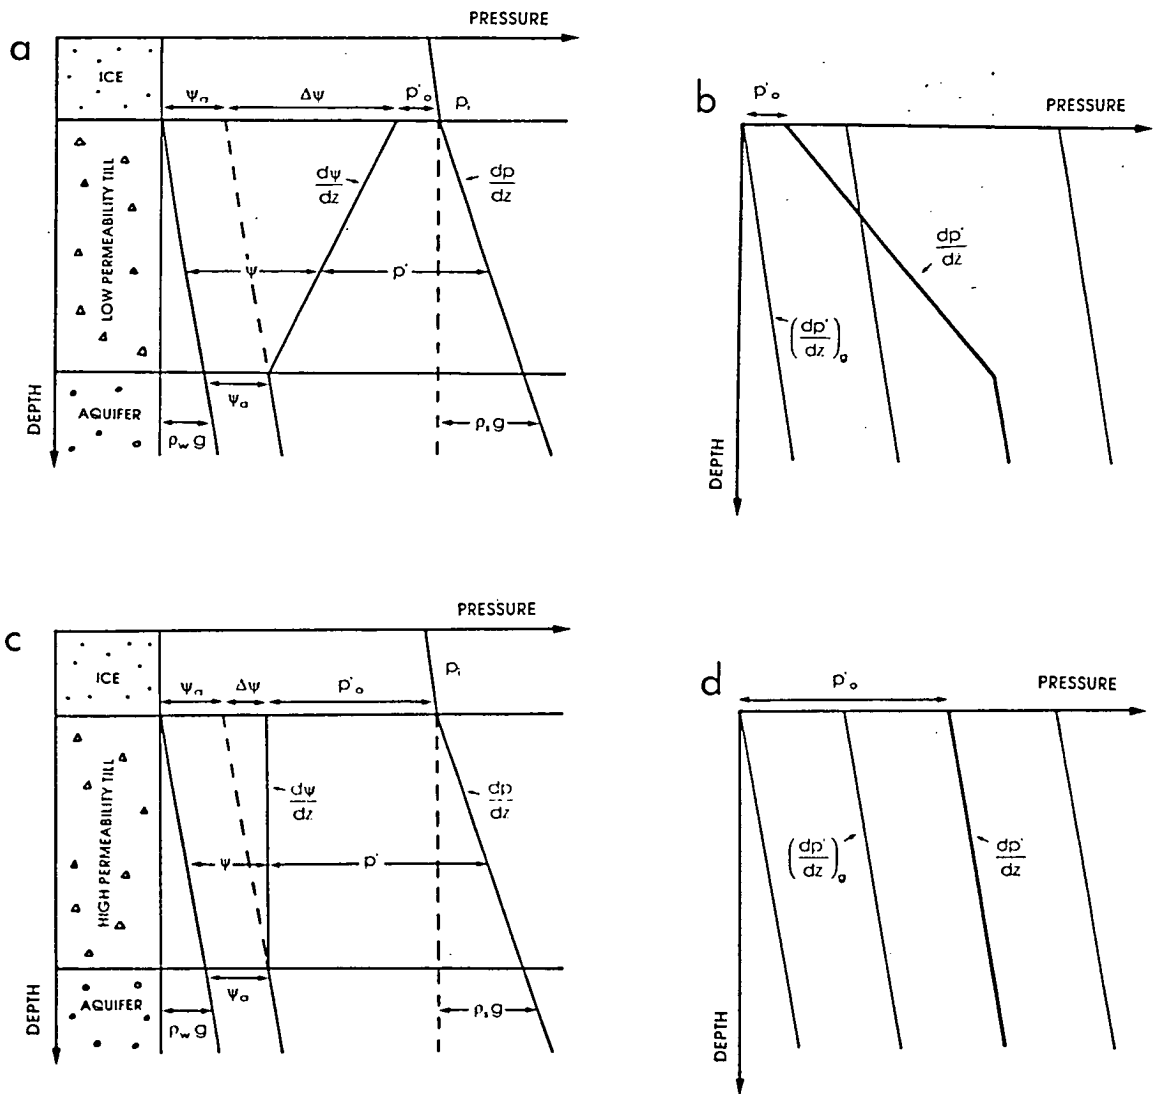 a
PRESSURE
ICE
ψa
Δψ
p'o
pi
LOW PERMEABILITY TILL
dψ
dz
dp
dz
ψ
p'
ψa
AQUIFER
ρw g
ρs g
DEPTH
b
p'o
PRESSURE
dp'
dz
(dp'
dz)g
DEPTH
c
PRESSURE
ICE
ψa
Δψ
p'o
pi
HIGH PERMEABILITY TILL
dψ
dz
dp
dz
ψ
p'
ψa
AQUIFER
ρw g
ρs g
DEPTH
d
p'o
PRESSURE
(dp'
dz)g
dp'
dz
DEPTH